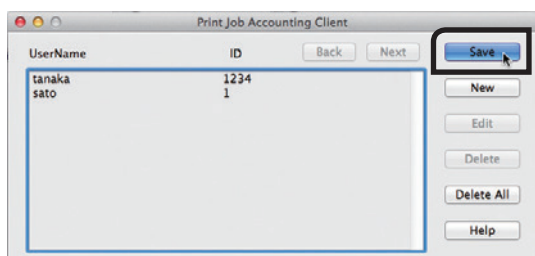 Print Job Accounting Client
UserName ID Back Next Save
tanaka 1234
sato 1
New
Edit
Delete
Delete All
Help